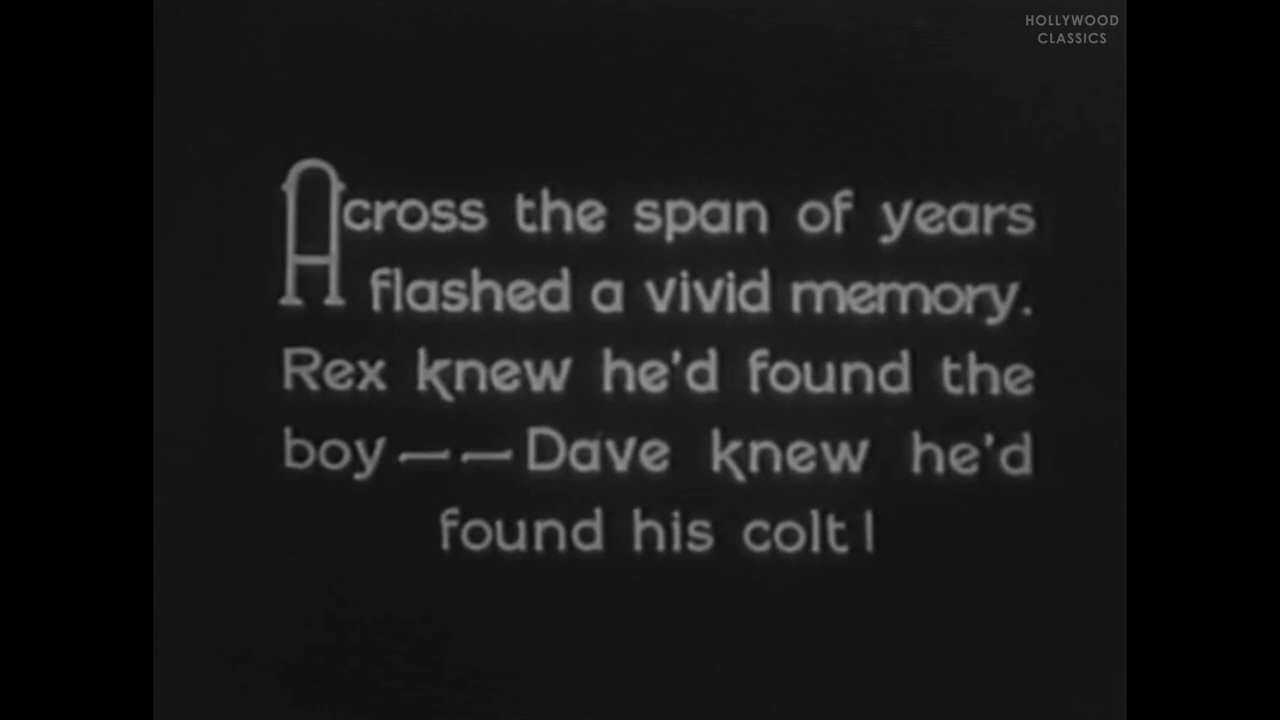 HOLLYWOOD
CLASSICS
Across the span of years
flashed a vivid memory.
Rex knew he'd found the
boy——Dave knew he'd
found his colt!